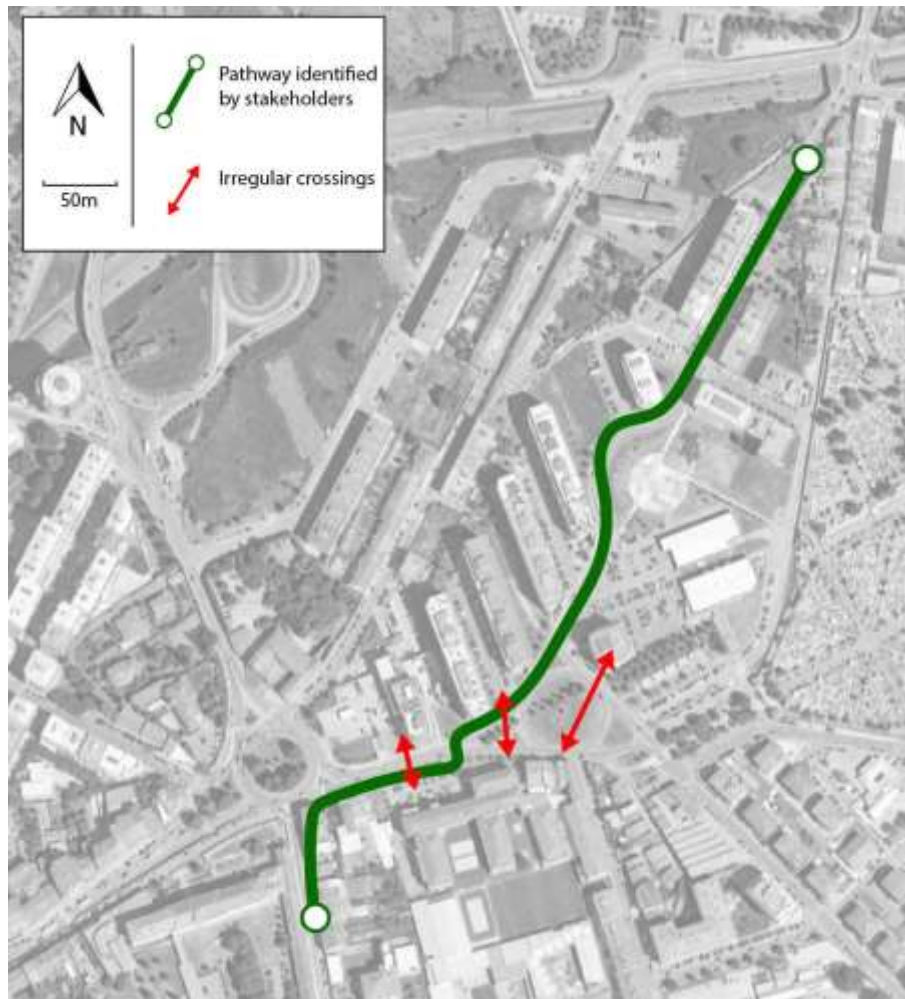 N
50m
Pathway identified
by stakeholders
Irregular crossings